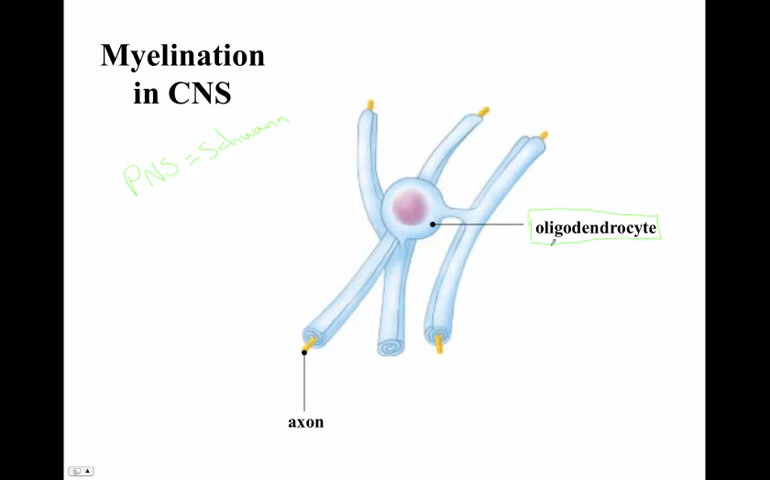 Myelination
in CNS
PNS = Schwann
oligodendrocyte
axon